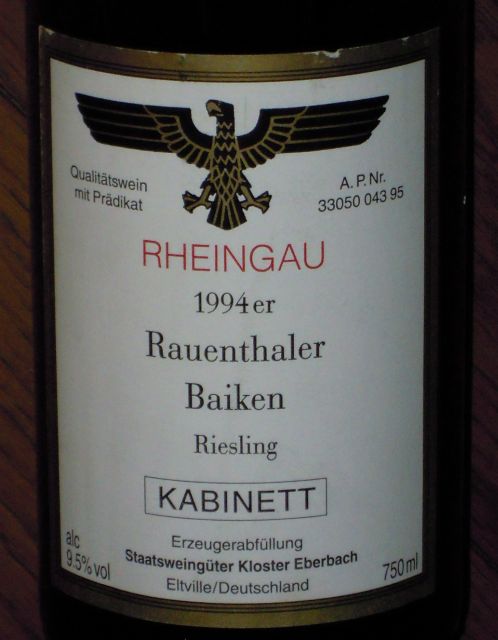 Qualitätswein
mit Prädikat
A. P. Nr.
33050 043 95
RHEINGAU
1994er
Rauenthaler
Baiken
Riesling
KABINETT
alc
9.5% vol
Erzeugerabfüllung
Staatsweingüter Kloster Eberbach
Eltville/Deutschland
750 ml